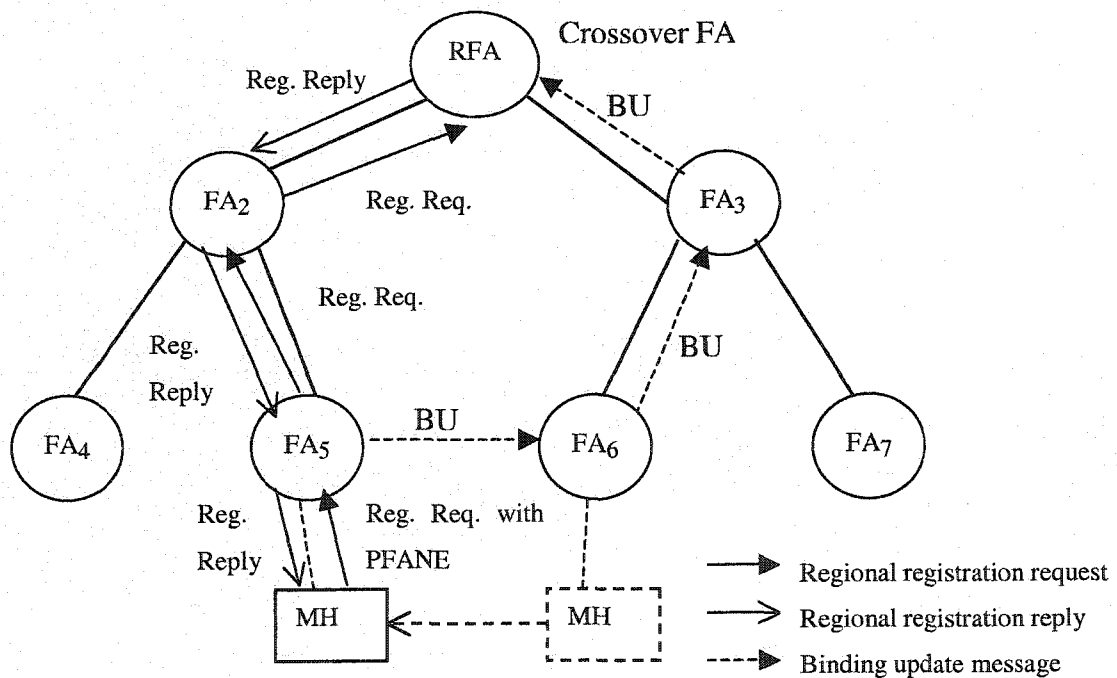 Crossover FA
RFA
Reg. Reply
BU
FA2
Reg. Req.
FA3
Reg. Req.
Reg.
Reply
BU
FA4
FA5
BU
FA6
FA7
Reg.
Reply
Reg. Req. with
PFANE
MH
MH
Regional registration request
Regional registration reply
Binding update message